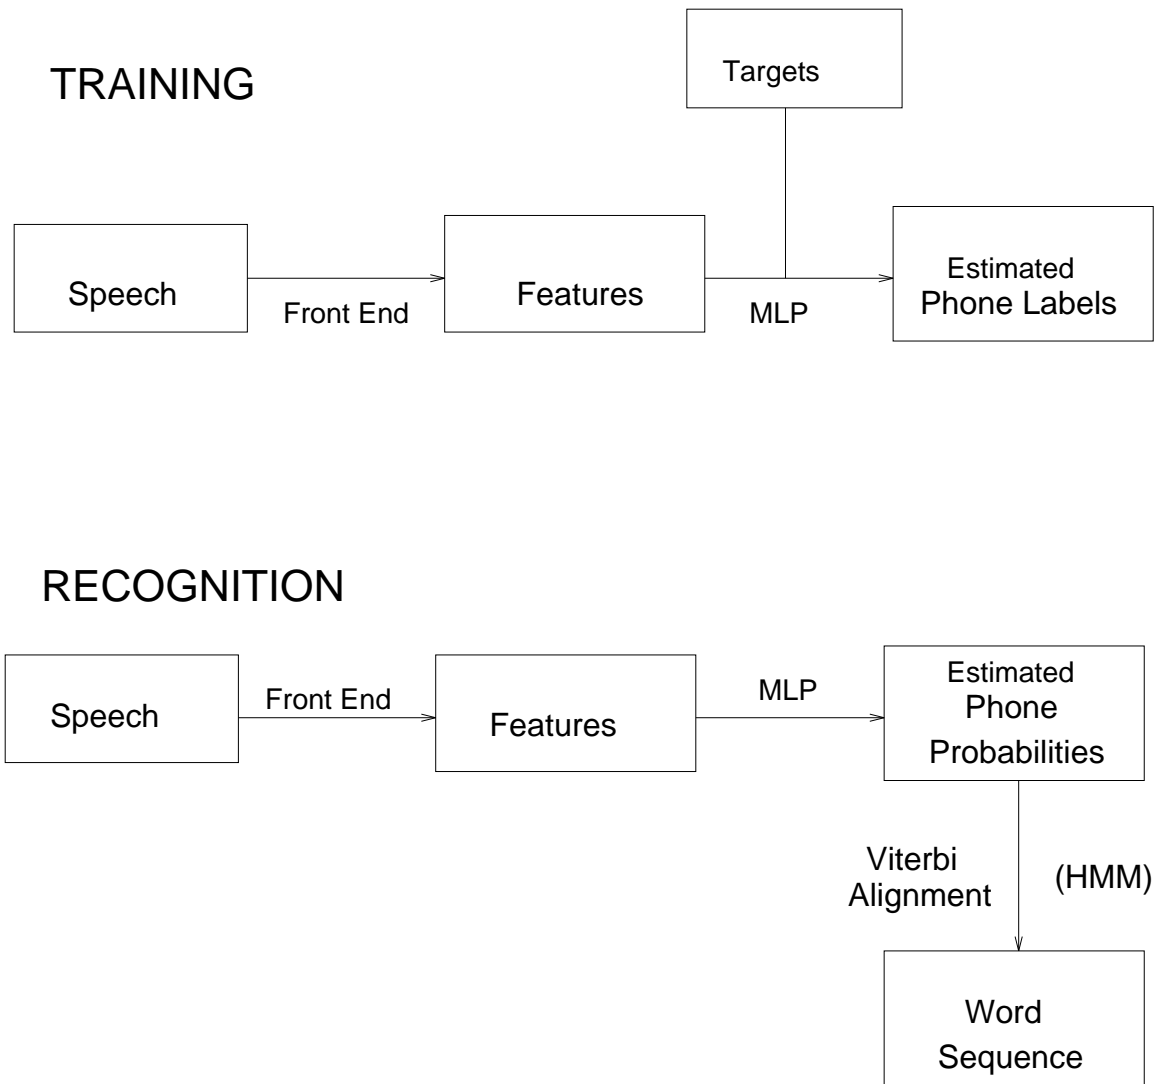 TRAINING
Targets
Speech
Front End
Features
MLP
Estimated
Phone Labels
RECOGNITION
Speech
Front End
Features
MLP
Estimated
Phone
Probabilities
Viterbi
Alignment
(HMM)
Word
Sequence